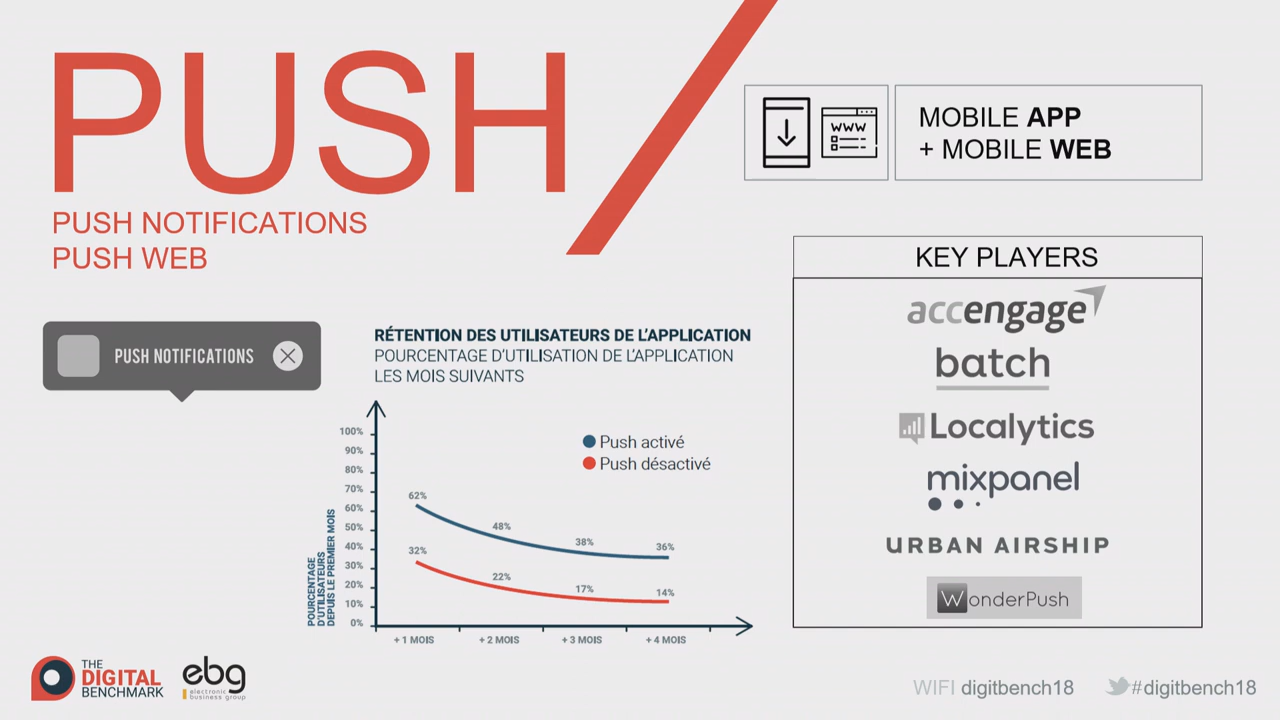 PUSH
PUSH NOTIFICATIONS
PUSH WEB
WWW
MOBILE APP
+ MOBILE WEB
KEY PLAYERS
accengage
batch
Localytics
mixpanel
URBAN AIRSHIP
WonderPush
PUSH NOTIFICATIONS
RÉTENTION DES UTILISATEURS DE L'APPLICATION
POURCENTAGE D'UTILISATION DE L'APPLICATION
LES MOIS SUIVANTS
Push activé
Push désactivé
POURCENTAGE
D'UTILISATEURS
DEPUIS LE PREMIER MOIS
100%
90%
80%
70%
60%
50%
40%
30%
20%
10%
0%
62%
48%
38%
36%
32%
22%
17%
14%
+ 1 MOIS
+ 2 MOIS
+ 3 MOIS
+ 4 MOIS
THE
DIGITAL
BENCHMARK
ebg
electronic
business group
WIFI digitbench18
#digitbench18